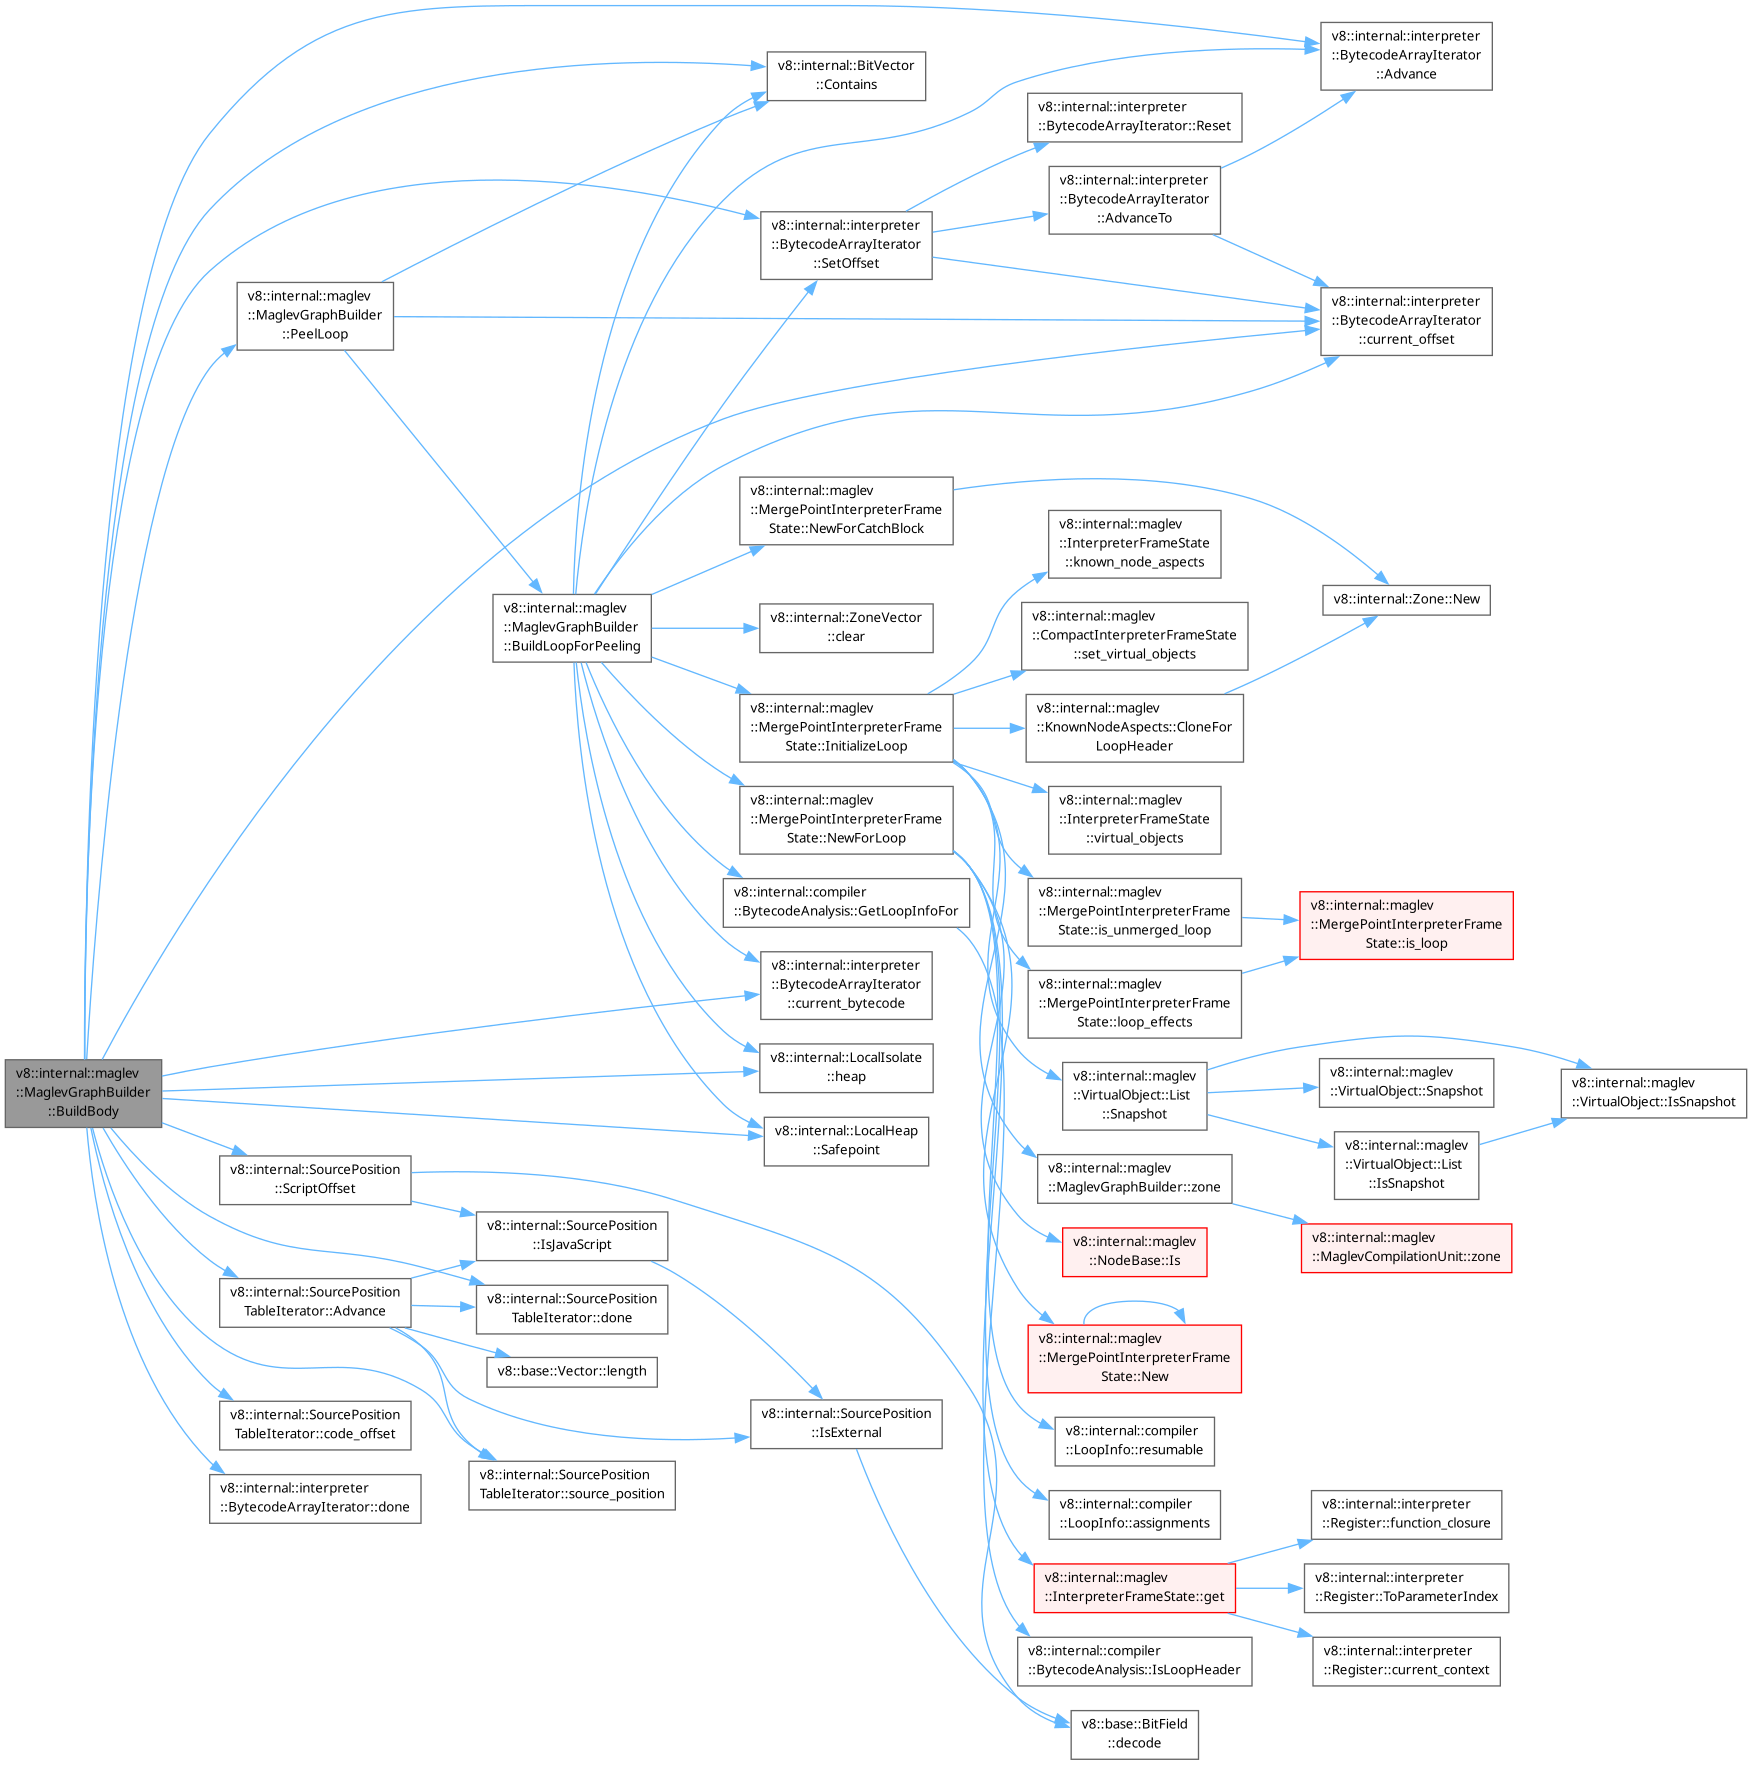 v8::internal::interpreter
::BytecodeArrayIterator
::Advance
v8::internal::BitVector
::Contains
v8::internal::interpreter
::BytecodeArrayIterator::Reset
v8::internal::interpreter
::BytecodeArrayIterator
::AdvanceTo
v8::internal::interpreter
::BytecodeArrayIterator
::SetOffset
v8::internal::maglev
::MaglevGraphBuilder
::PeelLoop
v8::internal::interpreter
::BytecodeArrayIterator
::current_offset
v8::internal::maglev
::MergePointInterpreterFrame
State::NewForCatchBlock
v8::internal::maglev
::InterpreterFrameState
::known_node_aspects
v8::internal::Zone::New
v8::internal::maglev
::MaglevGraphBuilder
::BuildLoopForPeeling
v8::internal::ZoneVector
::clear
v8::internal::maglev
::CompactInterpreterFrameState
::set_virtual_objects
v8::internal::maglev
::MergePointInterpreterFrame
State::InitializeLoop
v8::internal::maglev
::KnownNodeAspects::CloneFor
LoopHeader
v8::internal::maglev
::MergePointInterpreterFrame
State::NewForLoop
v8::internal::maglev
::InterpreterFrameState
::virtual_objects
v8::internal::compiler
::BytecodeAnalysis::GetLoopInfoFor
v8::internal::maglev
::MergePointInterpreterFrame
State::is_unmerged_loop
v8::internal::maglev
::MergePointInterpreterFrame
State::is_loop
v8::internal::interpreter
::BytecodeArrayIterator
::current_bytecode
v8::internal::maglev
::MergePointInterpreterFrame
State::loop_effects
v8::internal::LocalIsolate
::heap
v8::internal::maglev
::MaglevGraphBuilder
::BuildBody
v8::internal::maglev
::VirtualObject::List
::Snapshot
v8::internal::maglev
::VirtualObject::Snapshot
v8::internal::maglev
::VirtualObject::IsSnapshot
v8::internal::LocalHeap
::Safepoint
v8::internal::maglev
::VirtualObject::List
::IsSnapshot
v8::internal::SourcePosition
::ScriptOffset
v8::internal::maglev
::MaglevGraphBuilder::zone
v8::internal::SourcePosition
::IsJavaScript
v8::internal::maglev
::NodeBase::Is
v8::internal::maglev
::MaglevCompilationUnit::zone
v8::internal::SourcePosition
TableIterator::Advance
v8::internal::SourcePosition
TableIterator::done
v8::internal::maglev
::MergePointInterpreterFrame
State::New
v8::base::Vector::length
v8::internal::SourcePosition
TableIterator::code_offset
v8::internal::SourcePosition
::IsExternal
v8::internal::compiler
::LoopInfo::resumable
v8::internal::interpreter
::BytecodeArrayIterator::done
v8::internal::SourcePosition
TableIterator::source_position
v8::internal::compiler
::LoopInfo::assignments
v8::internal::interpreter
::Register::function_closure
v8::internal::maglev
::InterpreterFrameState::get
v8::internal::interpreter
::Register::ToParameterIndex
v8::internal::compiler
::BytecodeAnalysis::IsLoopHeader
v8::internal::interpreter
::Register::current_context
v8::base::BitField
::decode